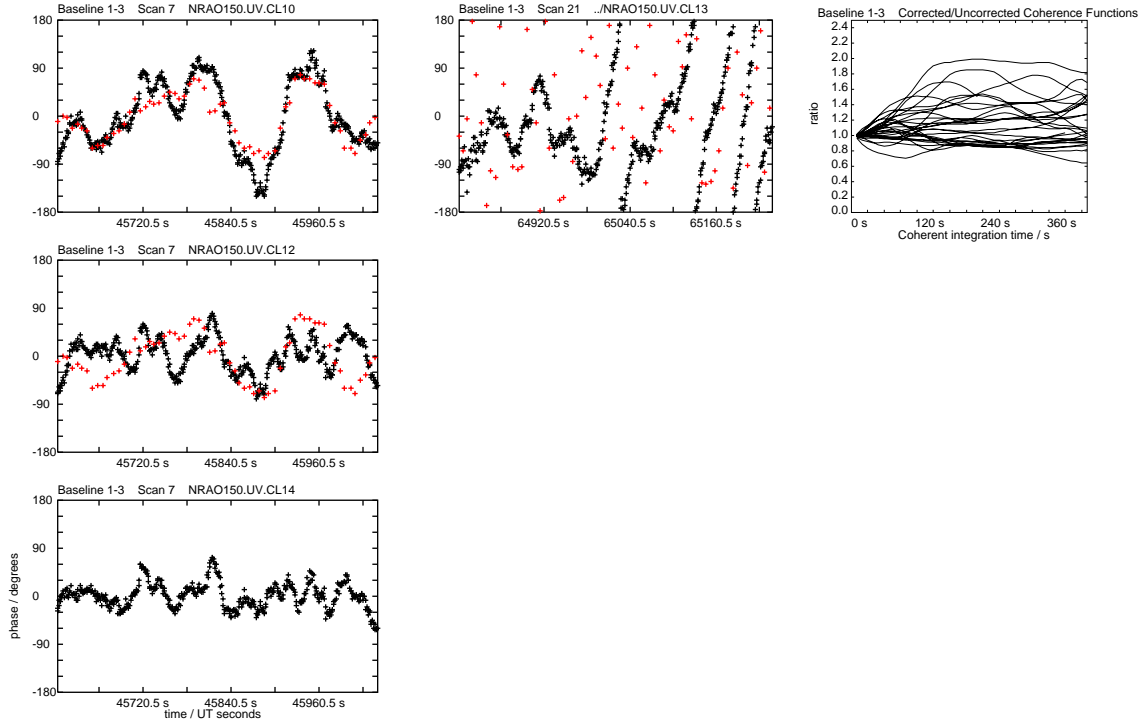 Baseline 1-3 Scan 7 NRAO150.UV.CL10
180
90
0
-90
-180
45720.5 s 45840.5 s 45960.5 s
Baseline 1-3 Scan 21 ../NRAO150.UV.CL13
180
90
0
-90
-180
64920.5 s 65040.5 s 65160.5 s
Baseline 1-3 Corrected/Uncorrected Coherence Functions
2.4
2.2
2.0
1.8
1.6
1.4
1.2
1.0
0.8
0.6
0.4
0.2
0.0
ratio
0 s 120 s 240 s 360 s
Coherent integration time / s
Baseline 1-3 Scan 7 NRAO150.UV.CL12
180
90
0
-90
-180
45720.5 s 45840.5 s 45960.5 s
Baseline 1-3 Scan 7 NRAO150.UV.CL14
180
90
0
-90
-180
phase / degrees
45720.5 s 45840.5 s 45960.5 s
time / UT seconds